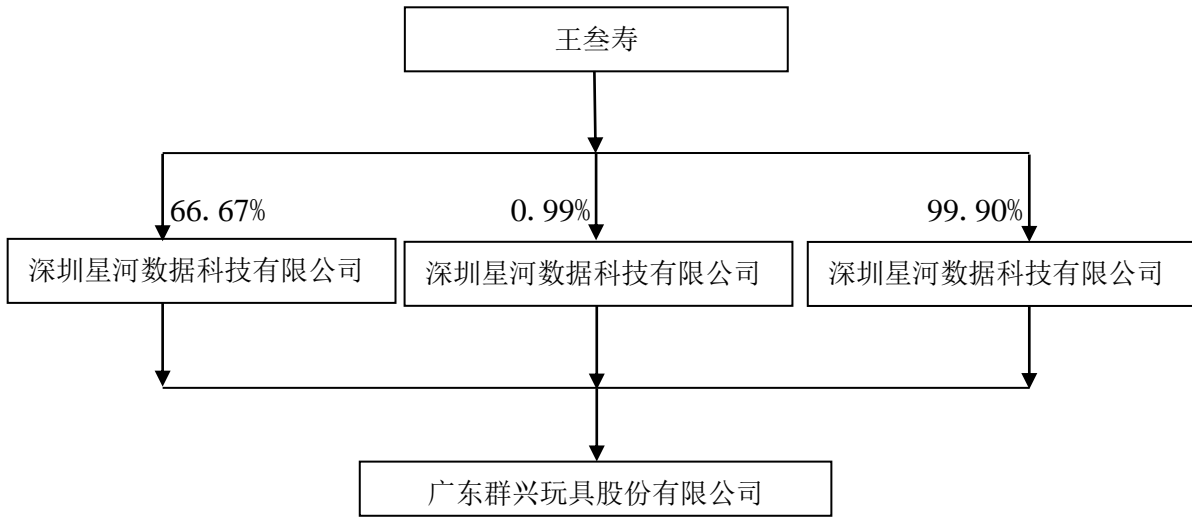 王叁寿
66.67%
0.99%
99.90%
深圳星河数据科技有限公司
深圳星河数据科技有限公司
深圳星河数据科技有限公司
广东群兴玩具股份有限公司